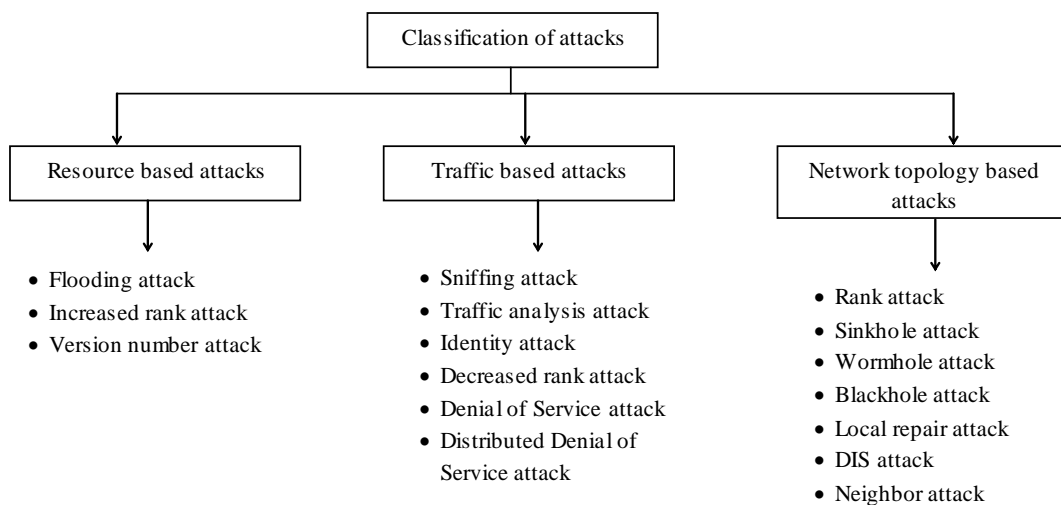 Classification of attacks
Resource based attacks
Traffic based attacks
Network topology based
attacks
• Flooding attack
• Increased rank attack
• Version number attack
• Sniffing attack
• Traffic analysis attack
• Identity attack
• Decreased rank attack
• Denial of Service attack
• Distributed Denial of
Service attack
• Rank attack
• Sinkhole attack
• Wormhole attack
• Blackhole attack
• Local repair attack
• DIS attack
• Neighbor attack